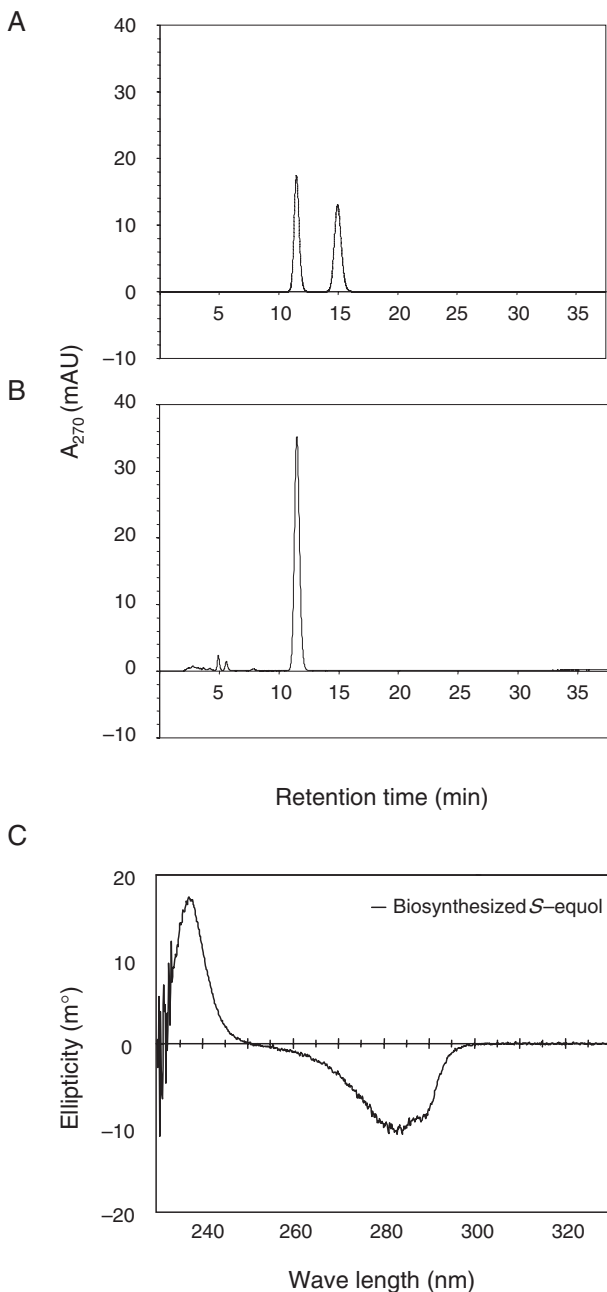 A
40
30
20
10
0
–10
5 10 15 20 25 30 35
B
A270 (mAU)
40
30
20
10
0
–10
5 10 15 20 25 30 35
Retention time (min)
C
20
10
0
–10
–20
Ellipticity (m°)
— Biosynthesized S–equol
240 260 280 300 320
Wave length (nm)